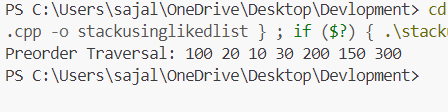 PS C:\Users\sajal\OneDrive\Desktop\Devlopment> cd
.cpp -o stackusinglikedlist } ; if ($?) { .\stack
Preorder Traversal: 100 20 10 30 200 150 300
PS C:\Users\sajal\OneDrive\Desktop\Devlopment>